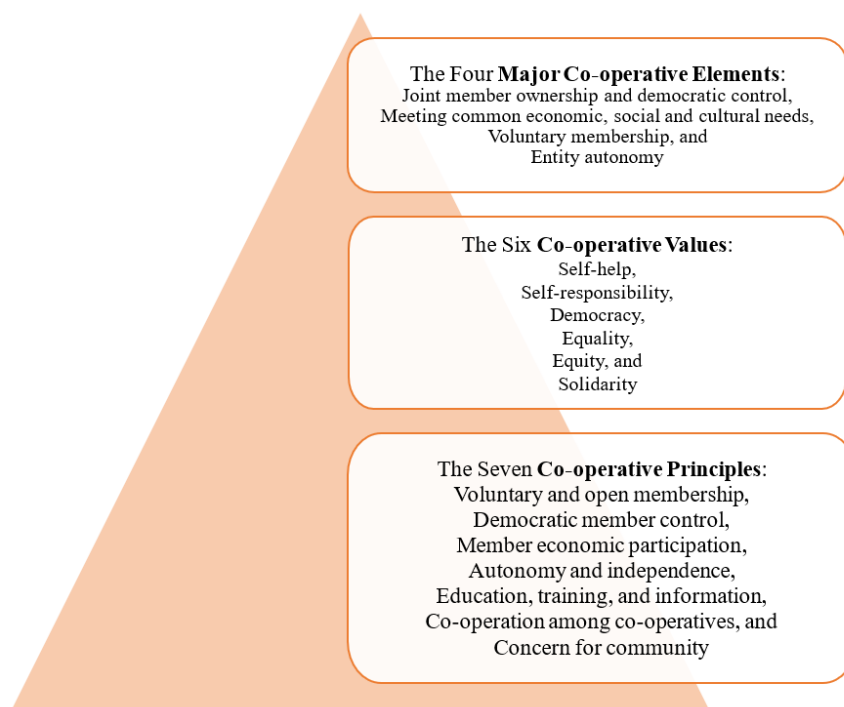 The Four Major Co-operative Elements:
Joint member ownership and democratic control,
Meeting common economic, social and cultural needs,
Voluntary membership, and
Entity autonomy
The Six Co-operative Values:
Self-help,
Self-responsibility,
Democracy,
Equality,
Equity, and
Solidarity
The Seven Co-operative Principles:
Voluntary and open membership,
Democratic member control,
Member economic participation,
Autonomy and independence,
Education, training, and information,
Co-operation among co-operatives, and
Concern for community